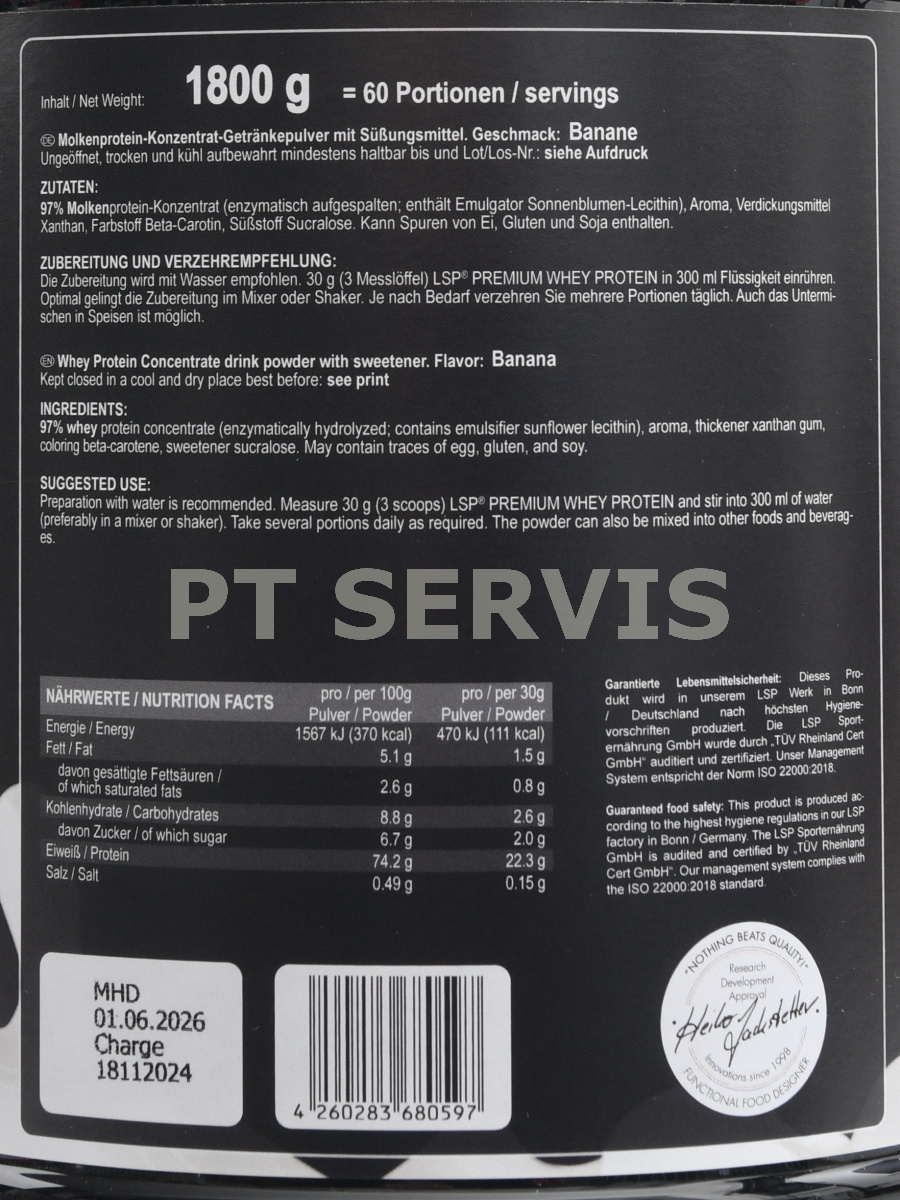 Inhalt / Net Weight: 1800 g = 60 Portionen / servings
DE Molkenprotein-Konzentrat-Getränkepulver mit Süßungsmittel. Geschmack: Banane
Ungeöffnet, trocken und kühl aufbewahrt mindestens haltbar bis und Lot/Los-Nr.: siehe Aufdruck
ZUTATEN:
97% Molkenprotein-Konzentrat (enzymatisch aufgespalten; enthält Emulgator Sonnenblumen-Lecithin), Aroma, Verdickungsmittel
Xanthan, Farbstoff Beta-Carotin, Süßstoff Sucralose. Kann Spuren von Ei, Gluten und Soja enthalten.
ZUBEREITUNG UND VERZEHREMPFEHLUNG:
Die Zubereitung wird mit Wasser empfohlen. 30 g (3 Messlöffel) LSP® PREMIUM WHEY PROTEIN in 300 ml Flüssigkeit einrühren.
Optimal gelingt die Zubereitung im Mixer oder Shaker. Je nach Bedarf verzehren Sie mehrere Portionen täglich. Auch das Untermi-
schen in Speisen ist möglich.
EN Whey Protein Concentrate drink powder with sweetener. Flavor: Banana
Kept closed in a cool and dry place best before: see print
INGREDIENTS:
97% whey protein concentrate (enzymatically hydrolyzed; contains emulsifier sunflower lecithin), aroma, thickener xanthan gum,
coloring beta-carotene, sweetener sucralose. May contain traces of egg, gluten, and soy.
SUGGESTED USE:
Preparation with water is recommended. Measure 30 g (3 scoops) LSP® PREMIUM WHEY PROTEIN and stir into 300 ml of water
(preferably in a mixer or shaker). Take several portions daily as required. The powder can also be mixed into other foods and beverag-
es.
PT SERVIS
NÄHRWERTE / NUTRITION FACTS pro / per 100g pro / per 30g
Pulver / Powder Pulver / Powder
Energie / Energy 1567 kJ (370 kcal) 470 kJ (111 kcal)
Fett / Fat 5.1 g 1.5 g
davon gesättigte Fettsäuren /
of which saturated fats 2.6 g 0.8 g
Kohlenhydrate / Carbohydrates 8.8 g 2.6 g
davon Zucker / of which sugar 6.7 g 2.0 g
Eiweiß / Protein 74.2 g 22.3 g
Salz / Salt 0.49 g 0.15 g
Garantierte Lebensmittelsicherheit: Dieses Pro-
dukt wird in unserem LSP Werk in Bonn
/ Deutschland nach höchsten Hygiene-
vorschriften produziert. Die LSP Sport-
ernährung GmbH wurde durch „TÜV Rheinland Cert
GmbH" auditiert und zertifiziert. Unser Management
System entspricht der Norm ISO 22000:2018.
Guaranteed food safety: This product is produced ac-
cording to the highest hygiene regulations in our LSP
factory in Bonn / Germany. The LSP Sporternährung
GmbH is audited and certified by „TÜV Rheinland
Cert GmbH". Our management system complies with
the ISO 22000:2018 standard.
MHD
01.06.2026
Charge
18112024
4 260283 680597
"NOTHING BEATS QUALITY!"
Research
Development
Approval
Heiko Jackstetter.
Innovations since 1998
FUNCTIONAL FOOD DESIGNER